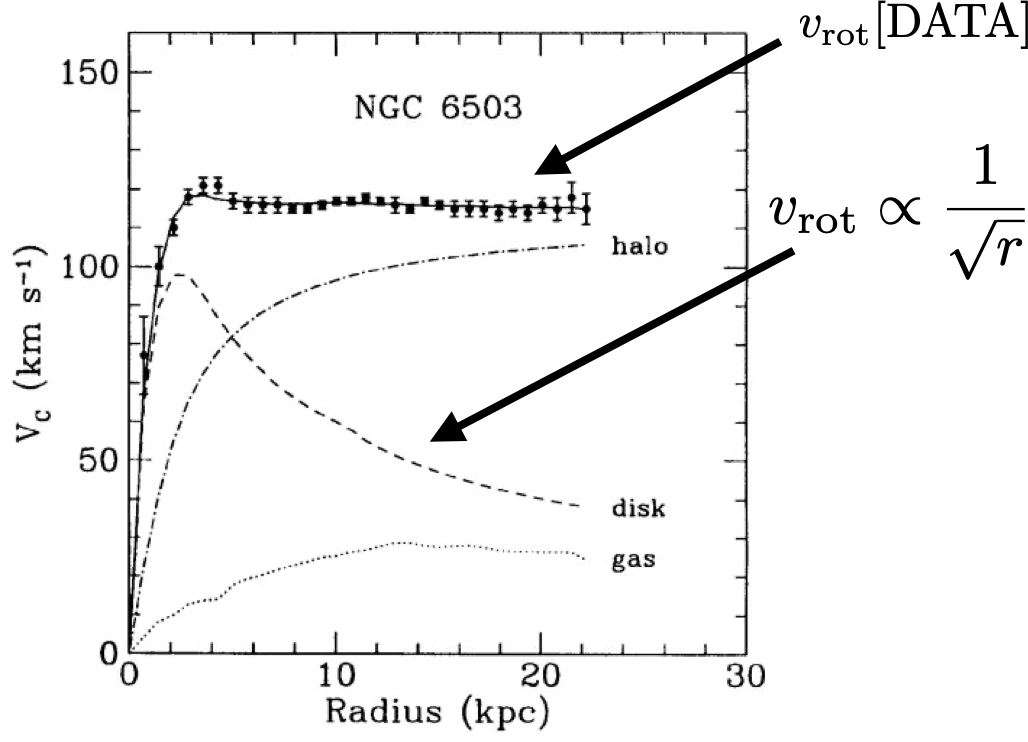 v_rot[DATA]
150
NGC 6503
v_rot ∝ 1/√r
halo
100
V_C (km s⁻¹)
50
disk
gas
0
0 10 20 30
Radius (kpc)